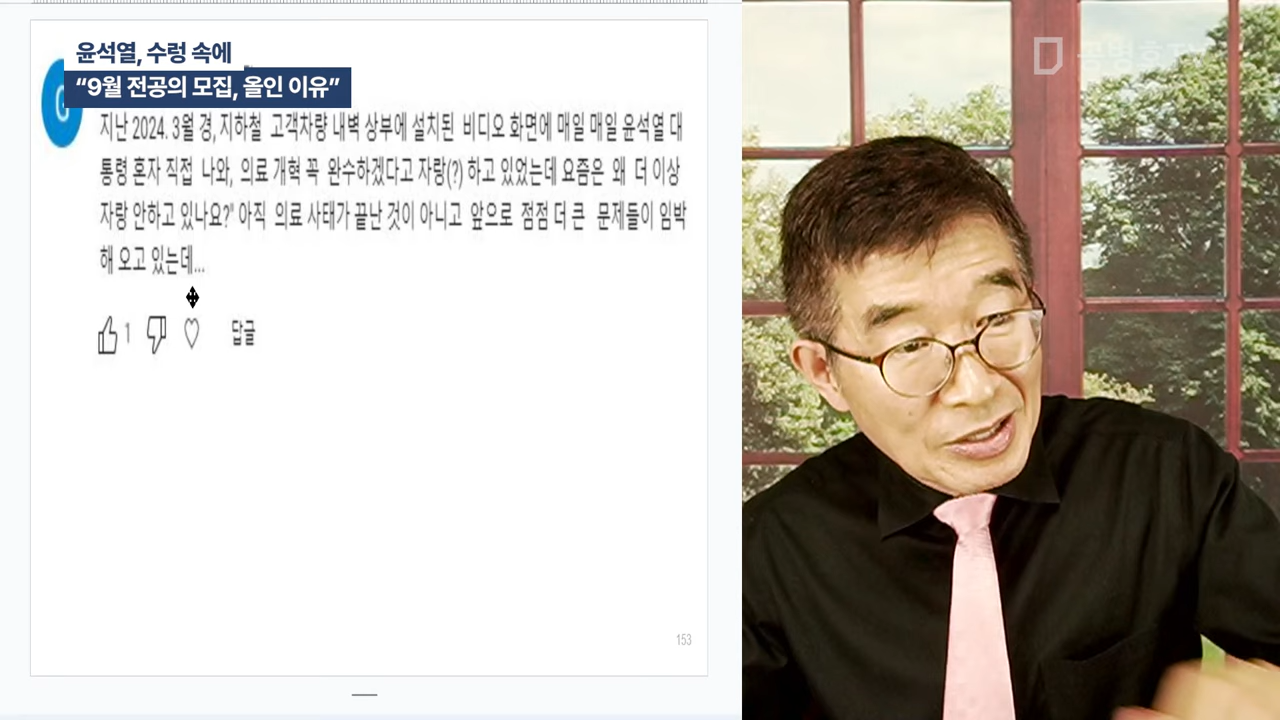 윤석열, 수렁 속에
“9월 전공의 모집, 올인 이유”
G
지난 2024. 3월 경, 지하철 고객차량 내벽 상부에 설치된 비디오 화면에 매일 매일 윤석열 대
통령 혼자 직접 나와, 의료 개혁 꼭 완수하겠다고 자랑(?) 하고 있었는데 요즘은 왜 더 이상
자랑 안하고 있나요?" 아직 의료 사태가 끝난 것이 아니고 앞으로 점점 더 큰 문제들이 임박
해 오고 있는데...
1 답글
153